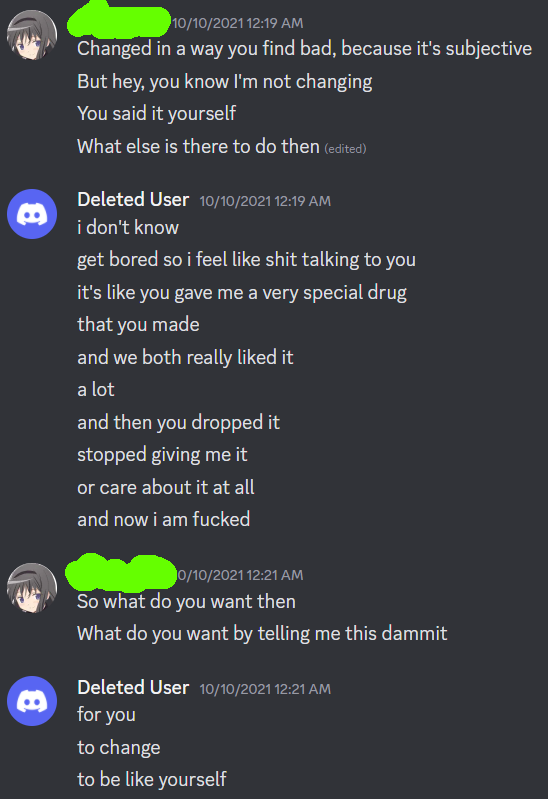 10/10/2021 12:19 AM
Changed in a way you find bad, because it's subjective
But hey, you know I'm not changing
You said it yourself
What else is there to do then (edited)
Deleted User 10/10/2021 12:19 AM
i don't know
get bored so i feel like shit talking to you
it's like you gave me a very special drug
that you made
and we both really liked it
a lot
and then you dropped it
stopped giving me it
or care about it at all
and now i am fucked
0/10/2021 12:21 AM
So what do you want then
What do you want by telling me this dammit
Deleted User 10/10/2021 12:21 AM
for you
to change
to be like yourself